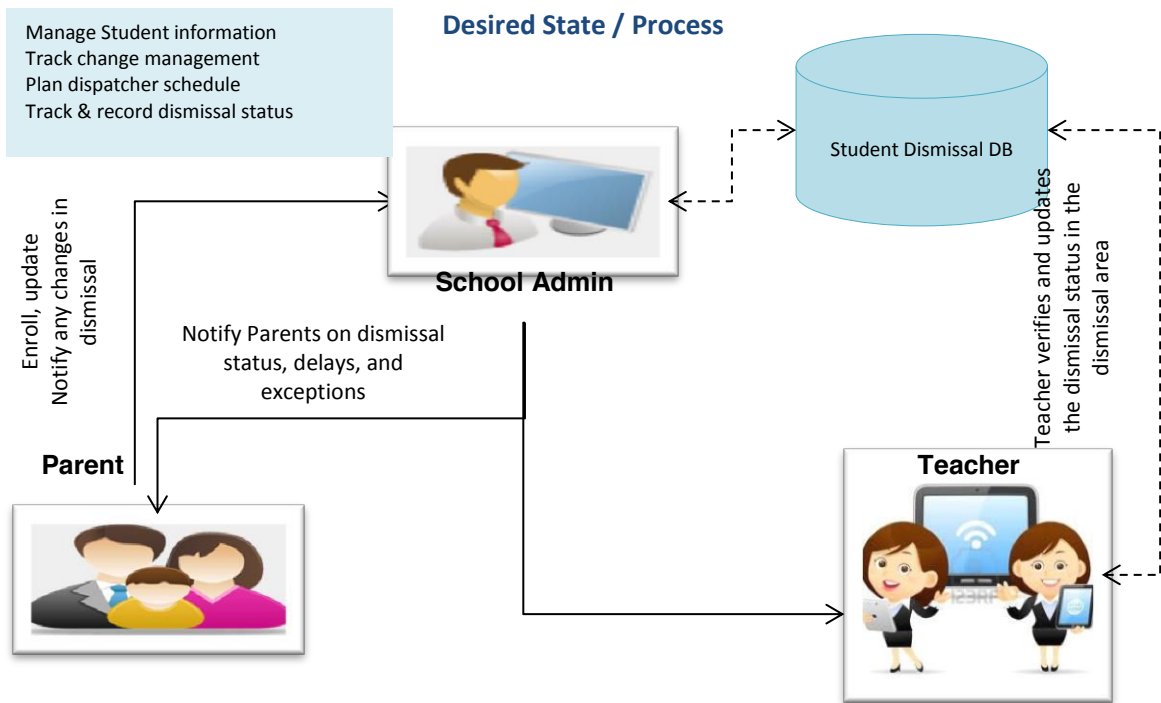 Desired State / Process
Manage Student information
Track change management
Plan dispatcher schedule
Track & record dismissal status
Student Dismissal DB
School Admin
Enroll, update
Notify any changes in
dismissal
Notify Parents on dismissal
status, delays, and
exceptions
Teacher verifies and updates
the dismissal status in the
dismissal area
Parent
Teacher
123RF